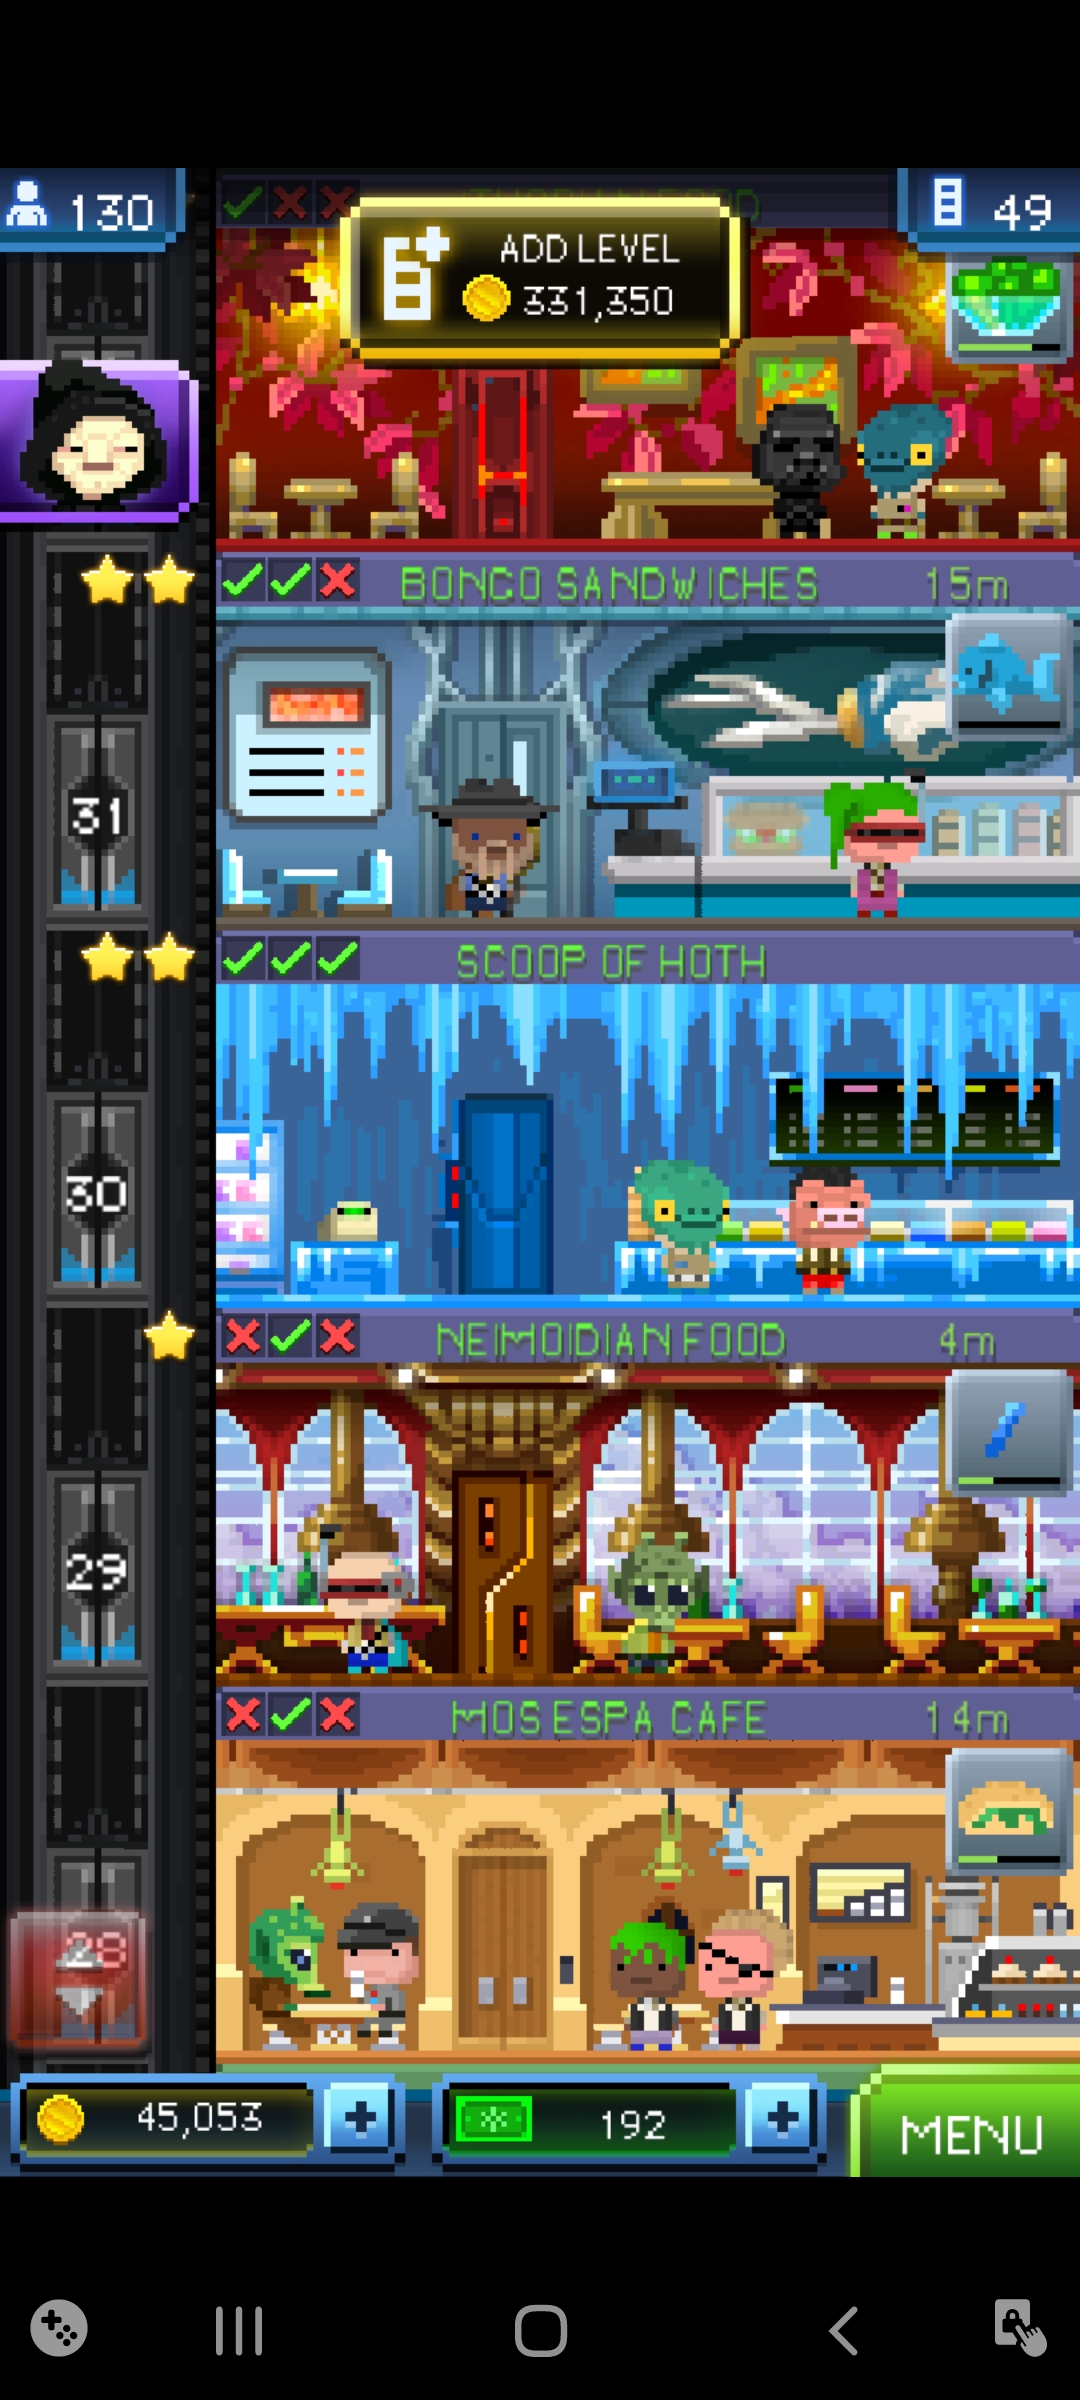 130
49
ADD LEVEL
331,350
BONGO SANDWICHES 15m
31
SCOOP OF HOTH
30
NEIMOIDIAN FOOD 4m
29
MOS ESPA CAFE 14m
28
45,053
192
MENU